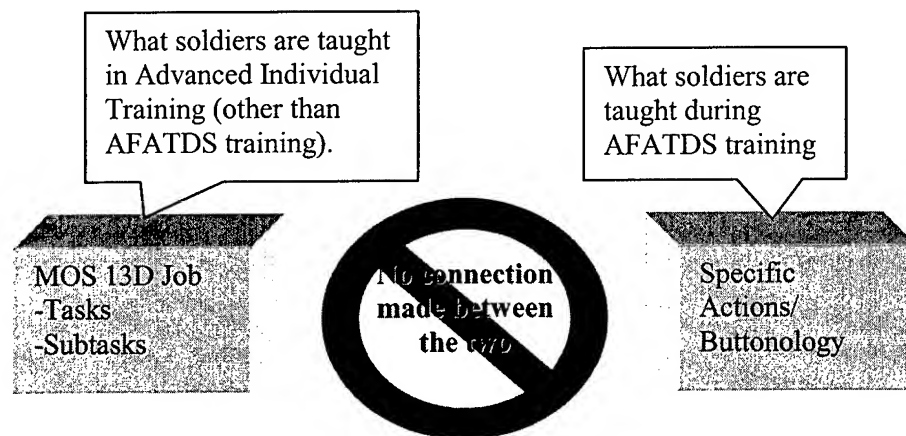 What soldiers are taught
in Advanced Individual
Training (other than
AFATDS training).
What soldiers are
taught during
AFATDS training
MOS 13D Job
-Tasks
-Subtasks
No connection
made between
the two
Specific
Actions/
Buttonology